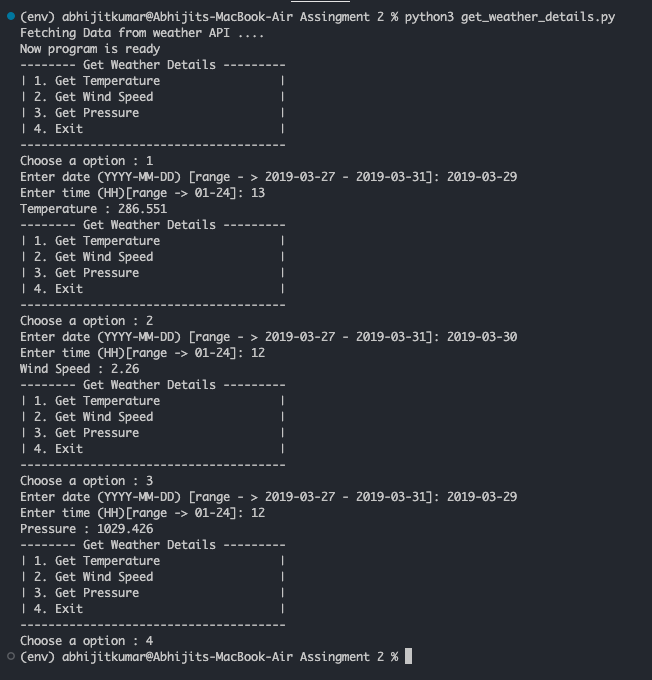 (env) abhijitkumar@Abhijits-MacBook-Air Assingment 2 % python3 get_weather_details.py
Fetching Data from weather API ....
Now program is ready
-------- Get Weather Details ---------
| 1. Get Temperature                 |
| 2. Get Wind Speed                  |
| 3. Get Pressure                    |
| 4. Exit                            |
--------------------------------------
Choose a option : 1
Enter date (YYYY-MM-DD) [range - > 2019-03-27 - 2019-03-31]: 2019-03-29
Enter time (HH)[range -> 01-24]: 13
Temperature : 286.551
-------- Get Weather Details ---------
| 1. Get Temperature                 |
| 2. Get Wind Speed                  |
| 3. Get Pressure                    |
| 4. Exit                            |
--------------------------------------
Choose a option : 2
Enter date (YYYY-MM-DD) [range - > 2019-03-27 - 2019-03-31]: 2019-03-30
Enter time (HH)[range -> 01-24]: 12
Wind Speed : 2.26
-------- Get Weather Details ---------
| 1. Get Temperature                 |
| 2. Get Wind Speed                  |
| 3. Get Pressure                    |
| 4. Exit                            |
--------------------------------------
Choose a option : 3
Enter date (YYYY-MM-DD) [range - > 2019-03-27 - 2019-03-31]: 2019-03-29
Enter time (HH)[range -> 01-24]: 12
Pressure : 1029.426
-------- Get Weather Details ---------
| 1. Get Temperature                 |
| 2. Get Wind Speed                  |
| 3. Get Pressure                    |
| 4. Exit                            |
--------------------------------------
Choose a option : 4
(env) abhijitkumar@Abhijits-MacBook-Air Assingment 2 %